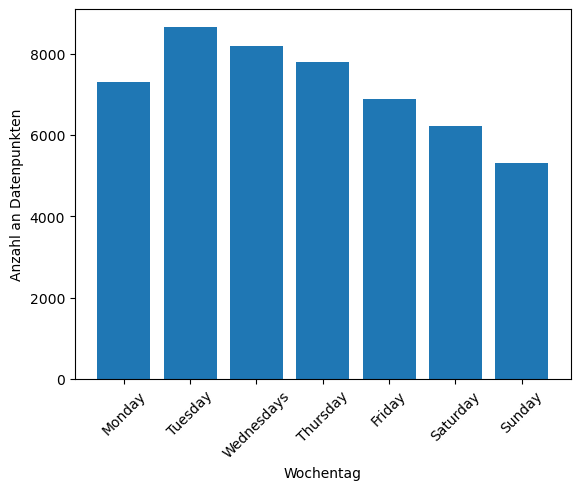 Anzahl an Datenpunkten
8000
6000
4000
2000
0
Monday
Tuesday
Wednesdays
Thursday
Friday
Saturday
Sunday
Wochentag